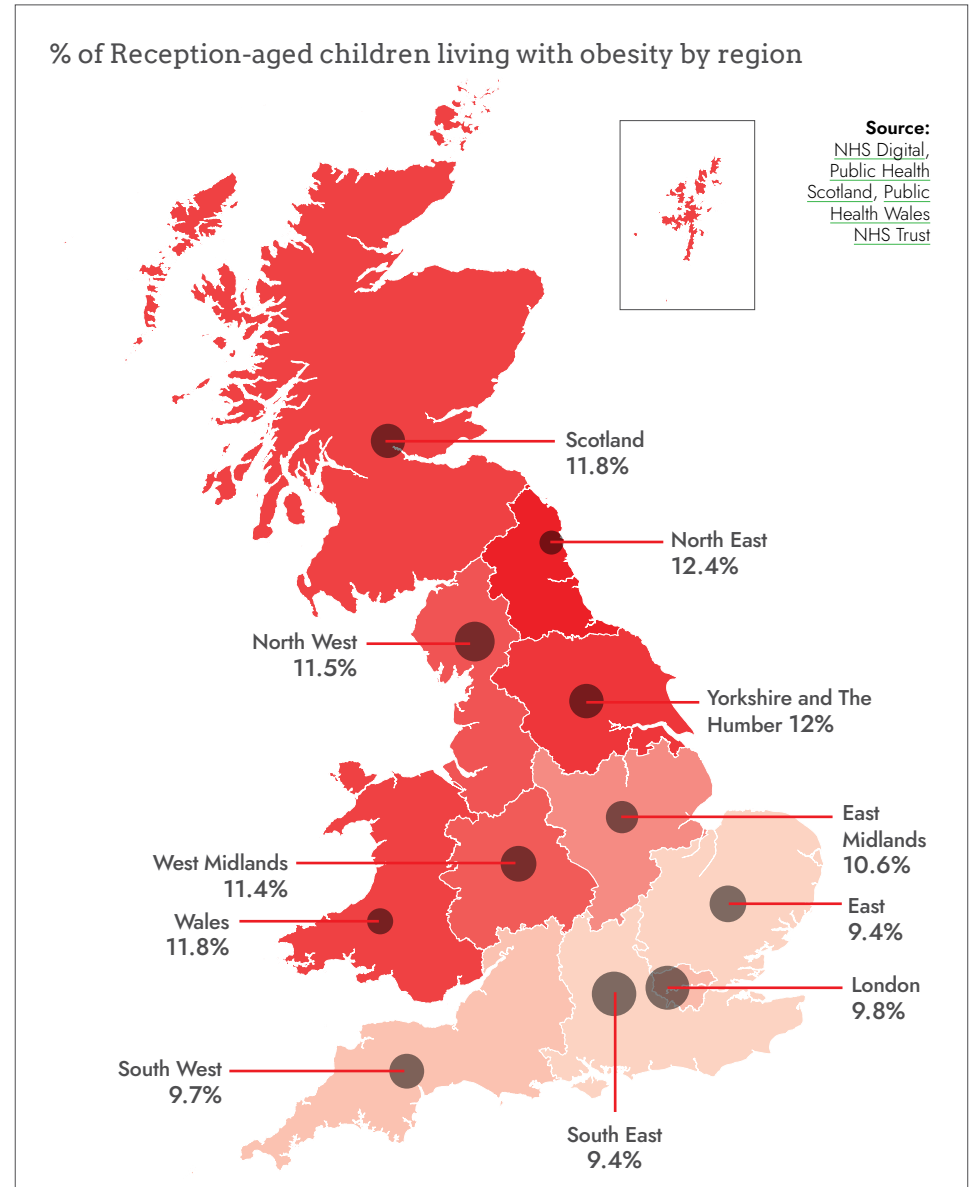 % of Reception-aged children living with obesity by region
Source:
NHS Digital,
Public Health
Scotland, Public
Health Wales
NHS Trust
Scotland
11.8%
North East
12.4%
North West
11.5%
Yorkshire and The
Humber 12%
East
Midlands
10.6%
West Midlands
11.4%
East
9.4%
Wales
11.8%
London
9.8%
South West
9.7%
South East
9.4%